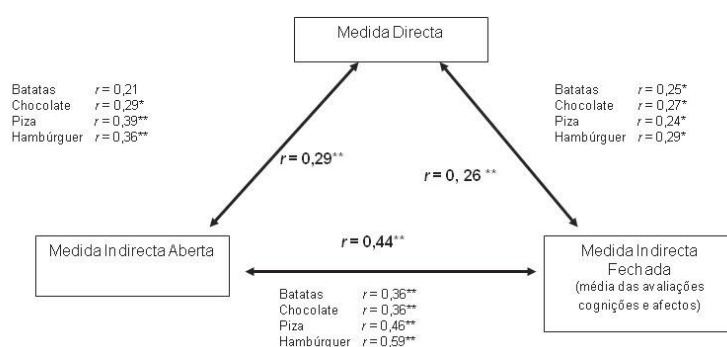 Medida Directa
Batatas r = 0,21
Chocolate r = 0,29*
Piza r = 0,39**
Hambúrguer r = 0,36**
Batatas r = 0,25*
Chocolate r = 0,27*
Piza r = 0,24*
Hambúrguer r = 0,29*
r = 0,29**
r = 0, 26 **
Medida Indirecta Aberta
r = 0,44**
Medida Indirecta
Fechada
(média das avaliações
cognições e afectos)
Batatas r = 0,36**
Chocolate r = 0,36**
Piza r = 0,46**
Hambúrguer r = 0,59**